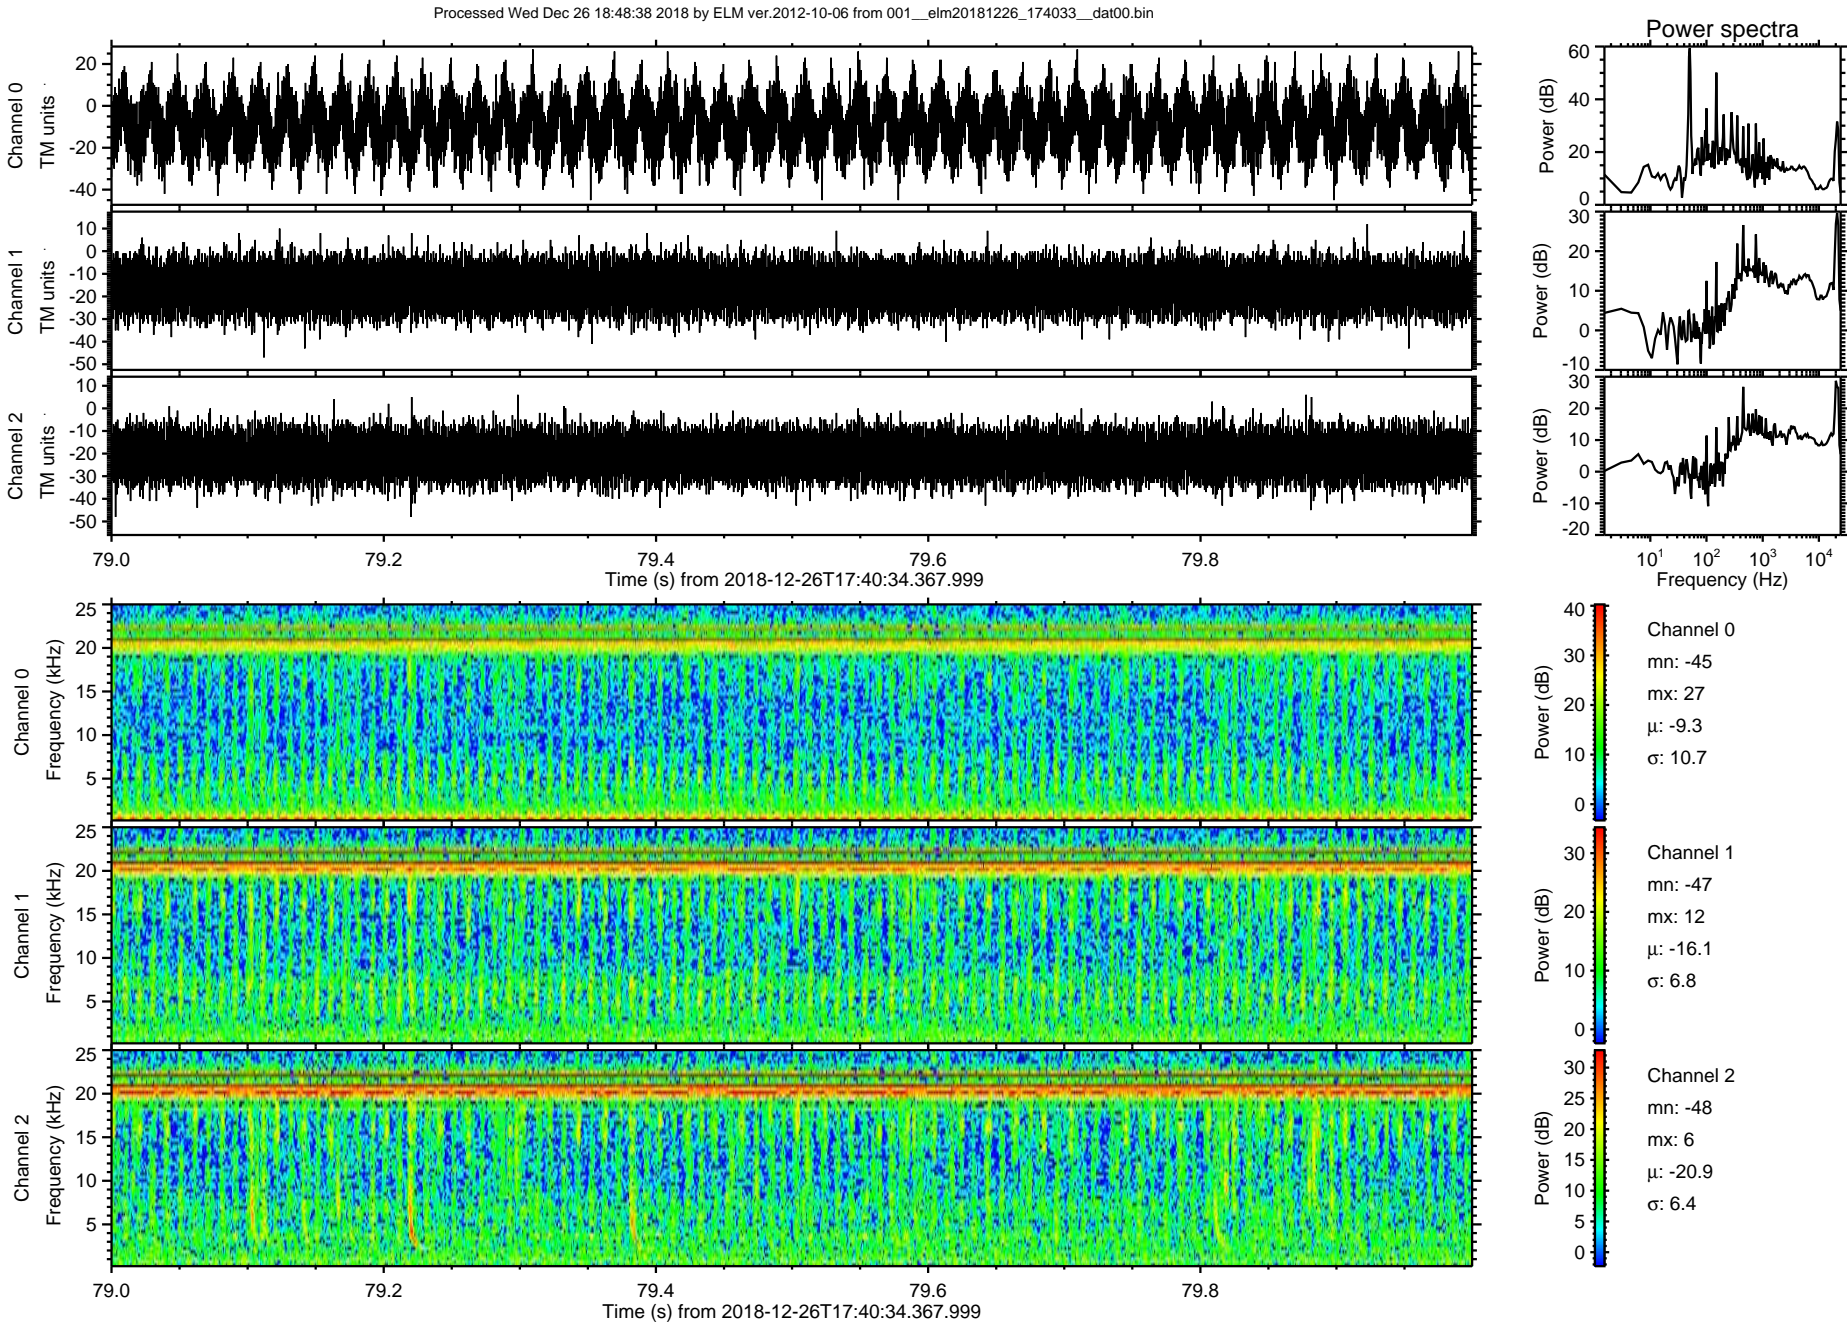 Processed Wed Dec 26 18:48:38 2018 by ELM ver.2012-10-06 from 001__elm20181226_174033__dat00.bin
Power spectra
Channel 0
TM units
20
0
-20
-40
Power (dB)
60
40
20
0
Channel 1
TM units
10
0
-10
-20
-30
-40
-50
Power (dB)
30
20
10
0
-10
Channel 2
TM units
10
0
-10
-20
-30
-40
-50
Power (dB)
30
20
10
0
-10
-20
79.0 79.2 79.4 79.6 79.8
Time (s) from 2018-12-26T17:40:34.367.999
10^1 10^2 10^3 10^4
Frequency (Hz)
Channel 0
Frequency (kHz)
25
20
15
10
5
Power (dB)
40
30
20
10
0
Channel 0
mn: -45
mx: 27
μ: -9.3
σ: 10.7
Channel 1
Frequency (kHz)
25
20
15
10
5
Power (dB)
30
20
10
0
Channel 1
mn: -47
mx: 12
μ: -16.1
σ: 6.8
Channel 2
Frequency (kHz)
25
20
15
10
5
Power (dB)
30
25
20
15
10
5
0
Channel 2
mn: -48
mx: 6
μ: -20.9
σ: 6.4
79.0 79.2 79.4 79.6 79.8
Time (s) from 2018-12-26T17:40:34.367.999